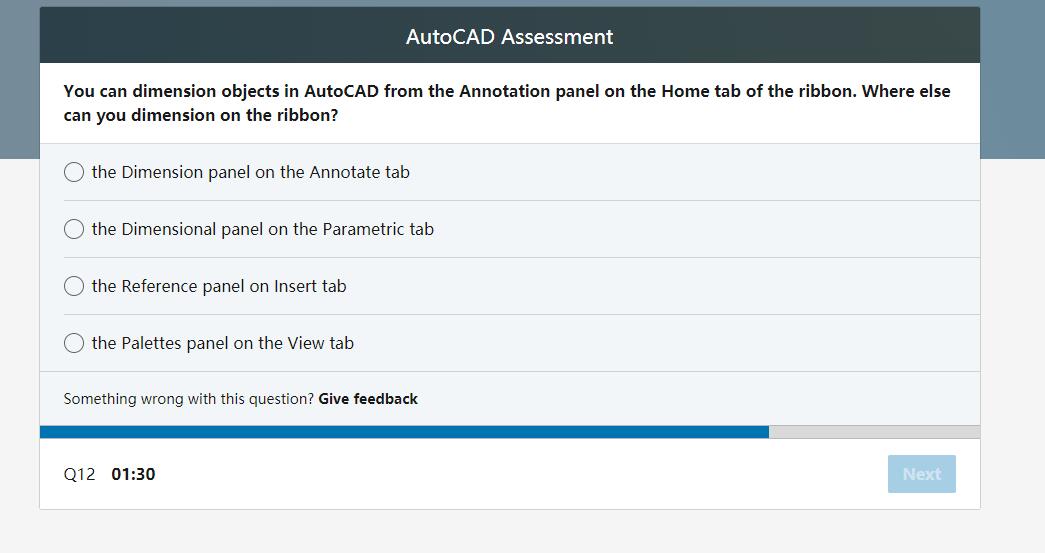 AutoCAD Assessment
You can dimension objects in AutoCAD from the Annotation panel on the Home tab of the ribbon. Where else
can you dimension on the ribbon?
the Dimension panel on the Annotate tab
the Dimensional panel on the Parametric tab
the Reference panel on Insert tab
the Palettes panel on the View tab
Something wrong with this question? Give feedback
Q12 01:30
Next